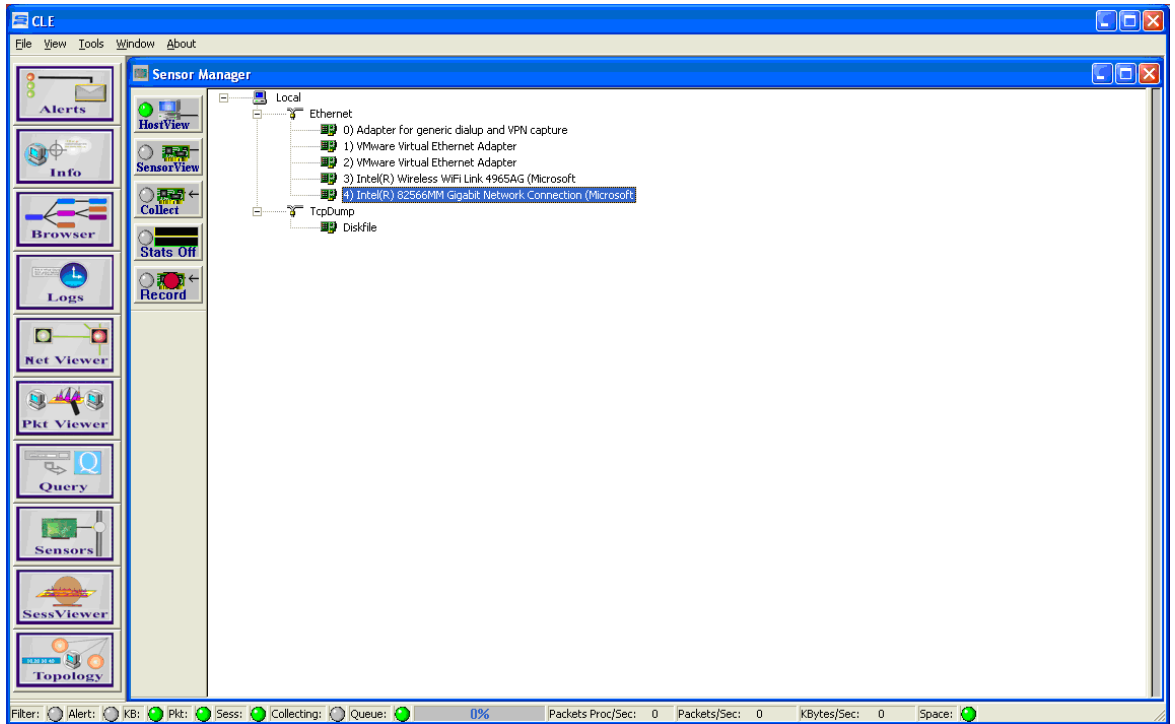 CLE
File View Tools Window About
Alerts
Info
Browser
Logs
Net Viewer
Pkt Viewer
Query
Sensors
SessViewer
Topology
Sensor Manager
HostView
SensorView
Collect
Stats Off
Record
Local
Ethernet
0) Adapter for generic dialup and VPN capture
1) VMware Virtual Ethernet Adapter
2) VMware Virtual Ethernet Adapter
3) Intel(R) Wireless WiFi Link 4965AG (Microsoft
4) Intel(R) 82566MM Gigabit Network Connection (Microsoft
TcpDump
Diskfile
Filter: Alert: KB: Pkt: Sess: Collecting: Queue: 0% Packets Proc/Sec: 0 Packets/Sec: 0 KBytes/Sec: 0 Space: